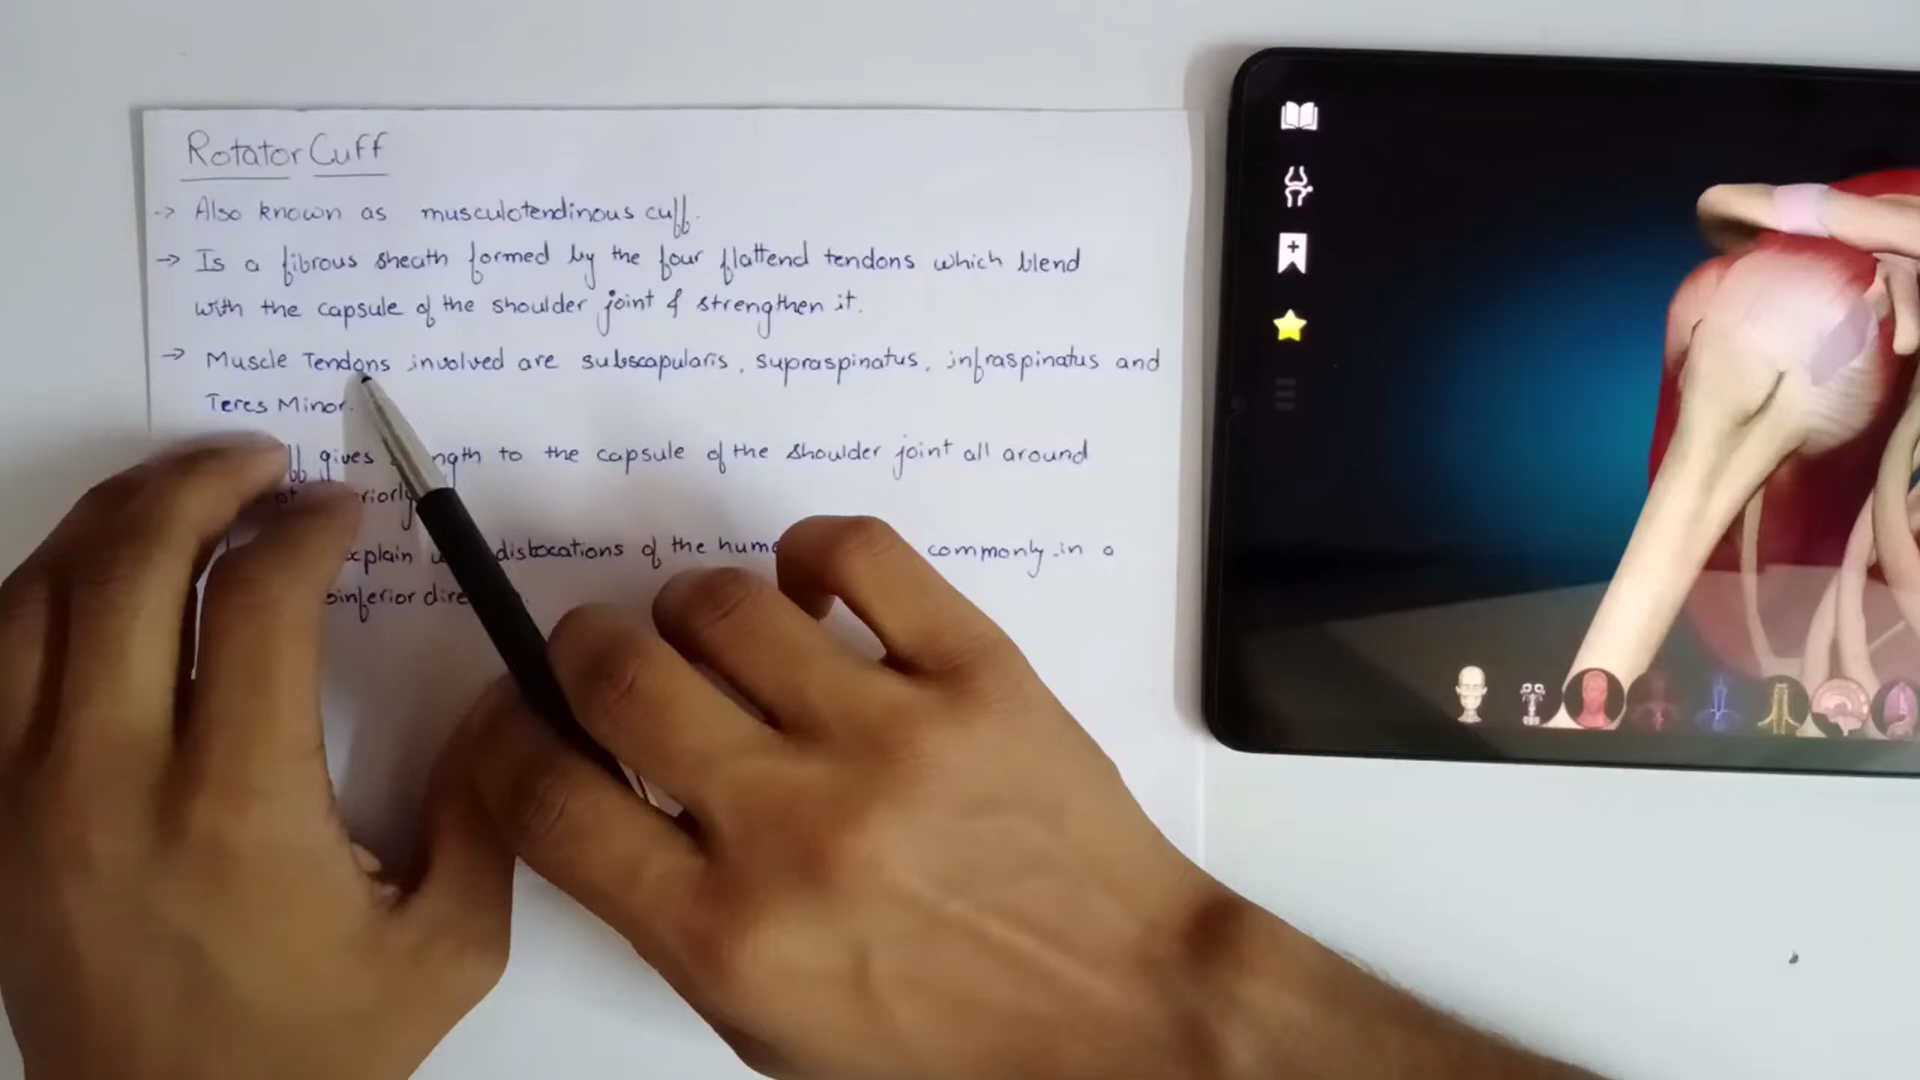 Rotator Cuff
-> Also known as musculotendinous cuff.
-> Is a fibrous sheath formed by the four flattend tendons which blend
with the capsule of the shoulder joint & strengthen it.
-> Muscle Tendons involved are subscapularis, supraspinatus, infraspinatus and
Teres Minor.
gives to the capsule of the shoulder joint all around
dislocations of the commonly in a